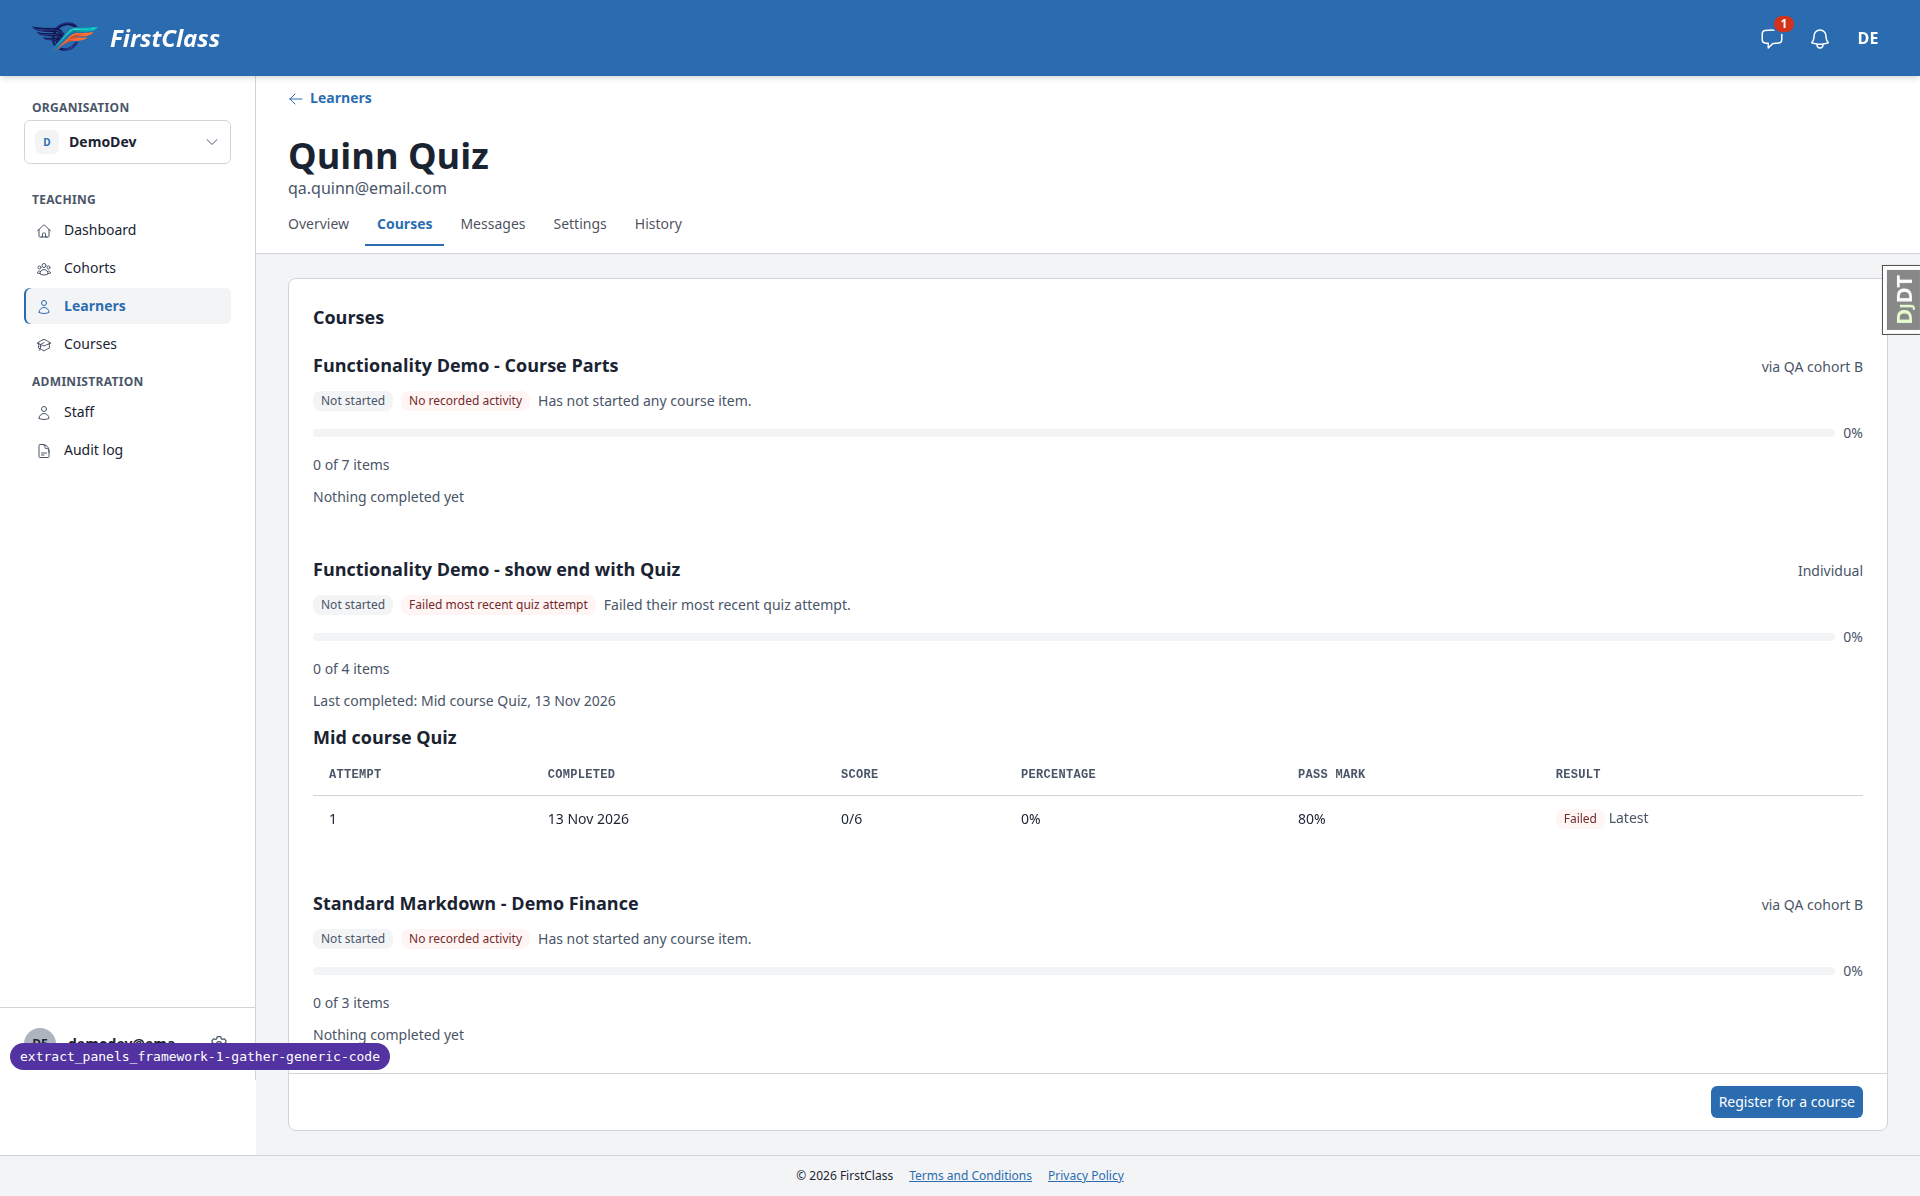 FirstClass
1
DE
ORGANISATION
D DemoDev
TEACHING
Dashboard
Cohorts
Learners
Courses
ADMINISTRATION
Staff
Audit log
extract_panels_framework-1-gather-generic-code
Learners
Quinn Quiz
qa.quinn@email.com
Overview Courses Messages Settings History
DjDT
Courses
Functionality Demo - Course Parts via QA cohort B
Not started No recorded activity Has not started any course item.
0%
0 of 7 items
Nothing completed yet
Functionality Demo - show end with Quiz Individual
Not started Failed most recent quiz attempt Failed their most recent quiz attempt.
0%
0 of 4 items
Last completed: Mid course Quiz, 13 Nov 2026
Mid course Quiz
ATTEMPT COMPLETED SCORE PERCENTAGE PASS MARK RESULT
1 13 Nov 2026 0/6 0% 80% Failed Latest
Standard Markdown - Demo Finance via QA cohort B
Not started No recorded activity Has not started any course item.
0%
0 of 3 items
Nothing completed yet
Register for a course
© 2026 FirstClass Terms and Conditions Privacy Policy